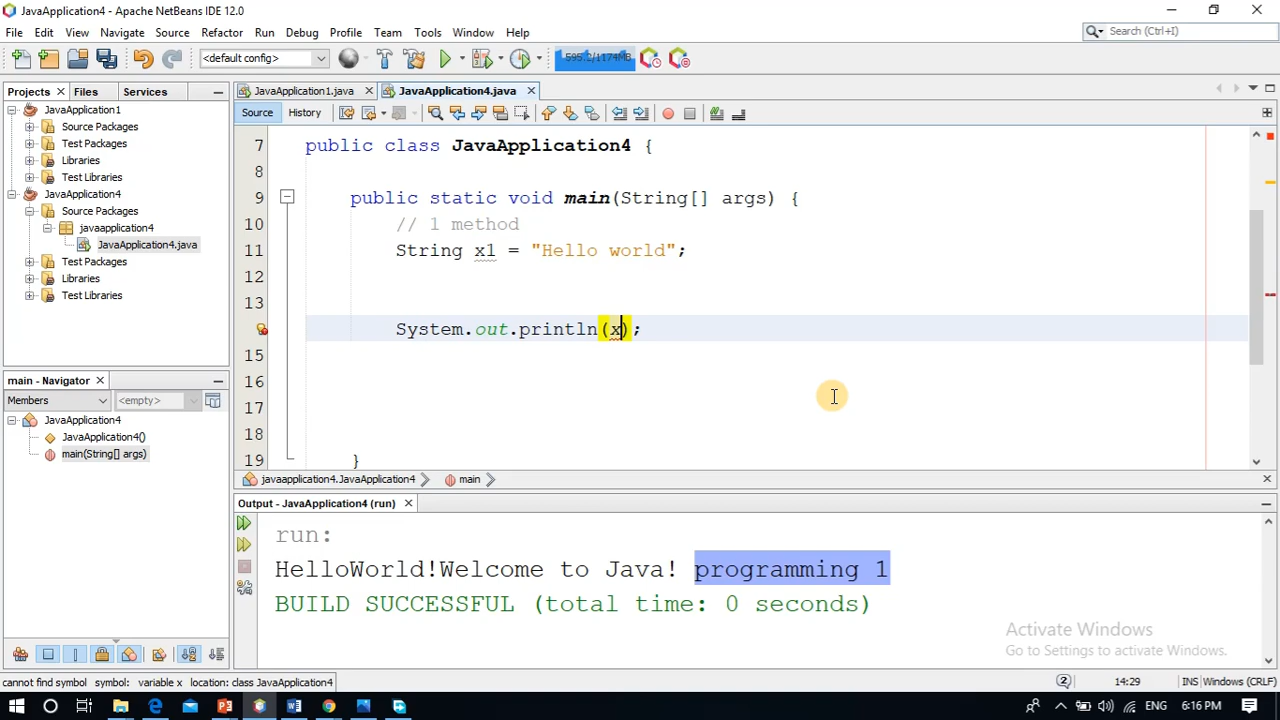 JavaApplication4 - Apache NetBeans IDE 12.0
File Edit View Navigate Source Refactor Run Debug Profile Team Tools Window Help
Search (Ctrl+I)
<default config>
595.2/1174MB
Projects Files Services
JavaApplication1.java JavaApplication4.java
Source History
JavaApplication1
Source Packages
Test Packages
Libraries
Test Libraries
JavaApplication4
Source Packages
javaapplication4
JavaApplication4.java
Test Packages
Libraries
Test Libraries
7 public class JavaApplication4 {
8
9 public static void main(String[] args) {
10 // 1 method
11 String x1 = "Hello world";
12
13
System.out.println(x);
15
16
17
18
19 }
main - Navigator
Members <empty>
JavaApplication4
JavaApplication4()
main(String[] args)
javaapplication4.JavaApplication4 main
Output - JavaApplication4 (run)
run:
HelloWorld!Welcome to Java! programming 1
BUILD SUCCESSFUL (total time: 0 seconds)
Activate Windows
Go to Settings to activate Windows.
cannot find symbol symbol: variable x location: class JavaApplication4
2 14:29 INS Windows (CRLF)
ENG 6:16 PM